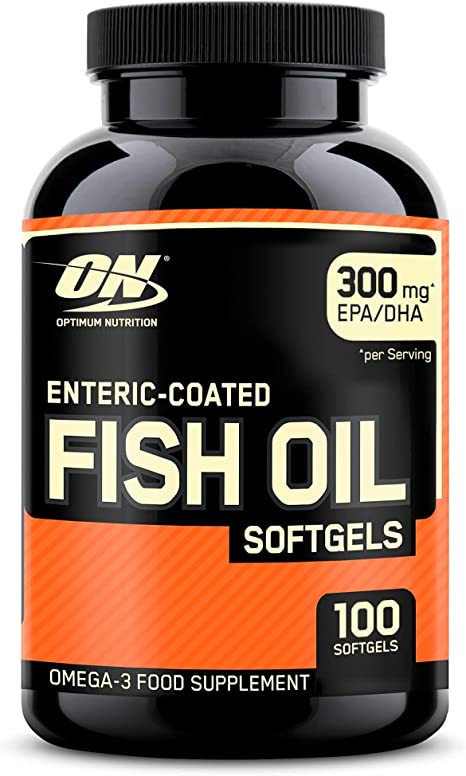 ON®
OPTIMUM NUTRITION
300 mg^
EPA/DHA^
^per Serving
ENTERIC-COATED
FISH OIL
SOFTGELS
100
SOFTGELS
OMEGA-3 FOOD SUPPLEMENT